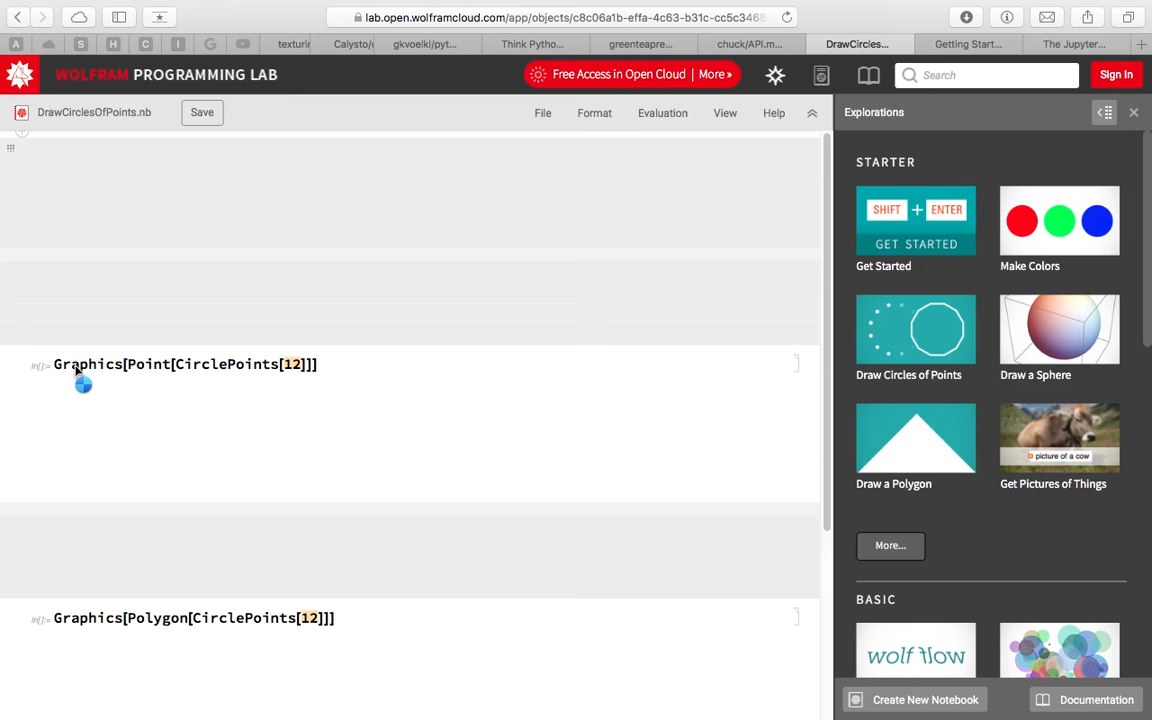 lab.open.wolframcloud.com/app/objects/c8c06a1b-effa-4c63-b31c-cc5c3468
A S H C I G texturin Calysto/c gkvoelkl/pyt... Think Pytho... greenteapre... chuck/API.m... DrawCircles... Getting Start... The Jupyter...
WOLFRAM PROGRAMMING LAB
Free Access in Open Cloud | More »
Search
Sign In
DrawCirclesOfPoints.nb
Save
File Format Evaluation View Help
Explorations
STARTER
SHIFT + ENTER
GET STARTED
Get Started
Make Colors
Draw Circles of Points
Draw a Sphere
picture of a cow
Draw a Polygon
Get Pictures of Things
More...
BASIC
wolf flow
Create New Notebook
Documentation
In[]:= Graphics[Point[CirclePoints[12]]]
In[]:= Graphics[Polygon[CirclePoints[12]]]